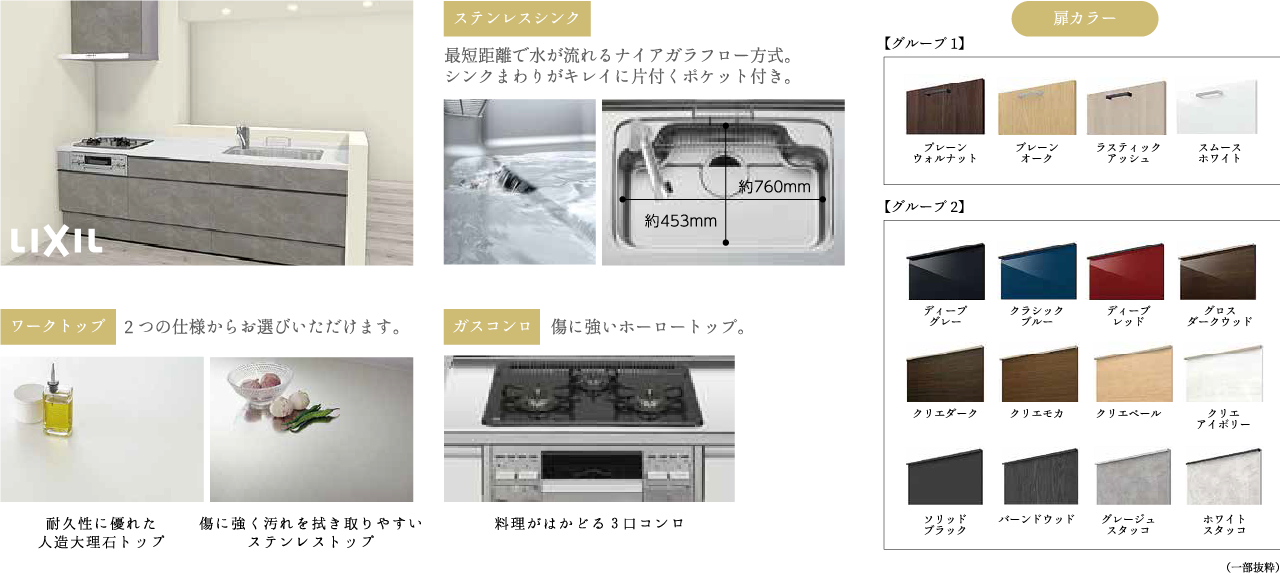 LIXIL
ステンレスシンク
最短距離で水が流れるナイアガラフロー方式。
シンクまわりがキレイに片付くポケット付き。
約760mm
約453mm
ワークトップ
2つの仕様からお選びいただけます。
耐久性に優れた
人造大理石トップ
傷に強く汚れを拭き取りやすい
ステンレストップ
ガスコンロ
傷に強いホーロートップ。
料理がはかどる3口コンロ
扉カラー
【グループ1】
プレーン
ウォルナット
プレーン
オーク
ラスティック
アッシュ
スムース
ホワイト
【グループ2】
ディープ
グレー
クラシック
ブルー
ディープ
レッド
グロス
ダークウッド
クリエダーク
クリエモカ
クリエペール
クリエ
アイボリー
ソリッド
ブラック
バーンドウッド
グレージュ
スタッコ
ホワイト
スタッコ
（一部抜粋）